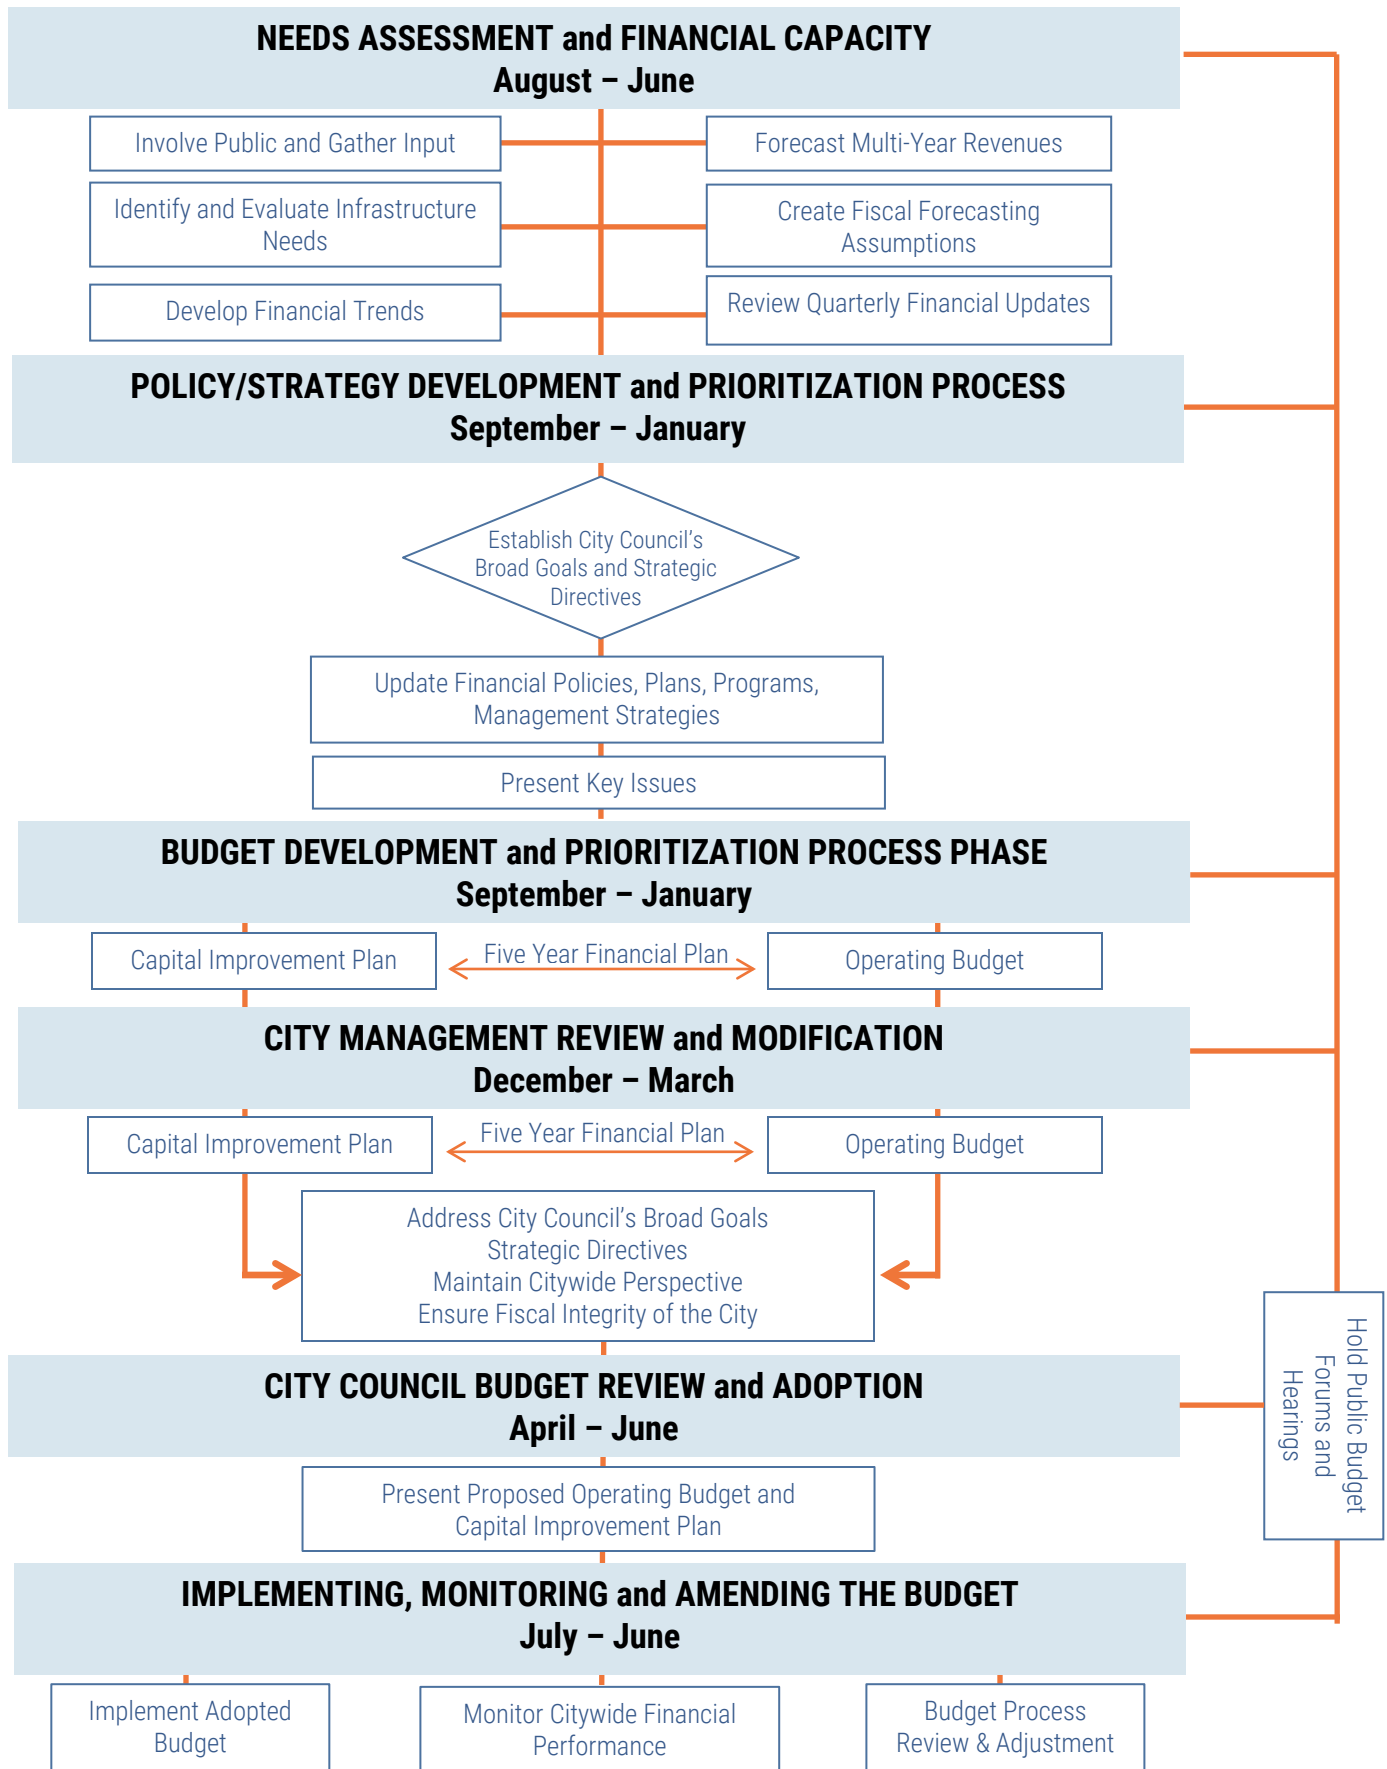 NEEDS ASSESSMENT and FINANCIAL CAPACITY
August – June
Involve Public and Gather Input
Forecast Multi-Year Revenues
Identify and Evaluate Infrastructure
Needs
Create Fiscal Forecasting
Assumptions
Develop Financial Trends
Review Quarterly Financial Updates
POLICY/STRATEGY DEVELOPMENT and PRIORITIZATION PROCESS
September – January
Establish City Council's
Broad Goals and Strategic
Directives
Update Financial Policies, Plans, Programs,
Management Strategies
Present Key Issues
BUDGET DEVELOPMENT and PRIORITIZATION PROCESS PHASE
September – January
Capital Improvement Plan
Five Year Financial Plan
Operating Budget
CITY MANAGEMENT REVIEW and MODIFICATION
December – March
Capital Improvement Plan
Five Year Financial Plan
Operating Budget
Address City Council's Broad Goals
Strategic Directives
Maintain Citywide Perspective
Ensure Fiscal Integrity of the City
Hold Public Budget
Forums and
Hearings
CITY COUNCIL BUDGET REVIEW and ADOPTION
April – June
Present Proposed Operating Budget and
Capital Improvement Plan
IMPLEMENTING, MONITORING and AMENDING THE BUDGET
July – June
Implement Adopted
Budget
Monitor Citywide Financial
Performance
Budget Process
Review & Adjustment